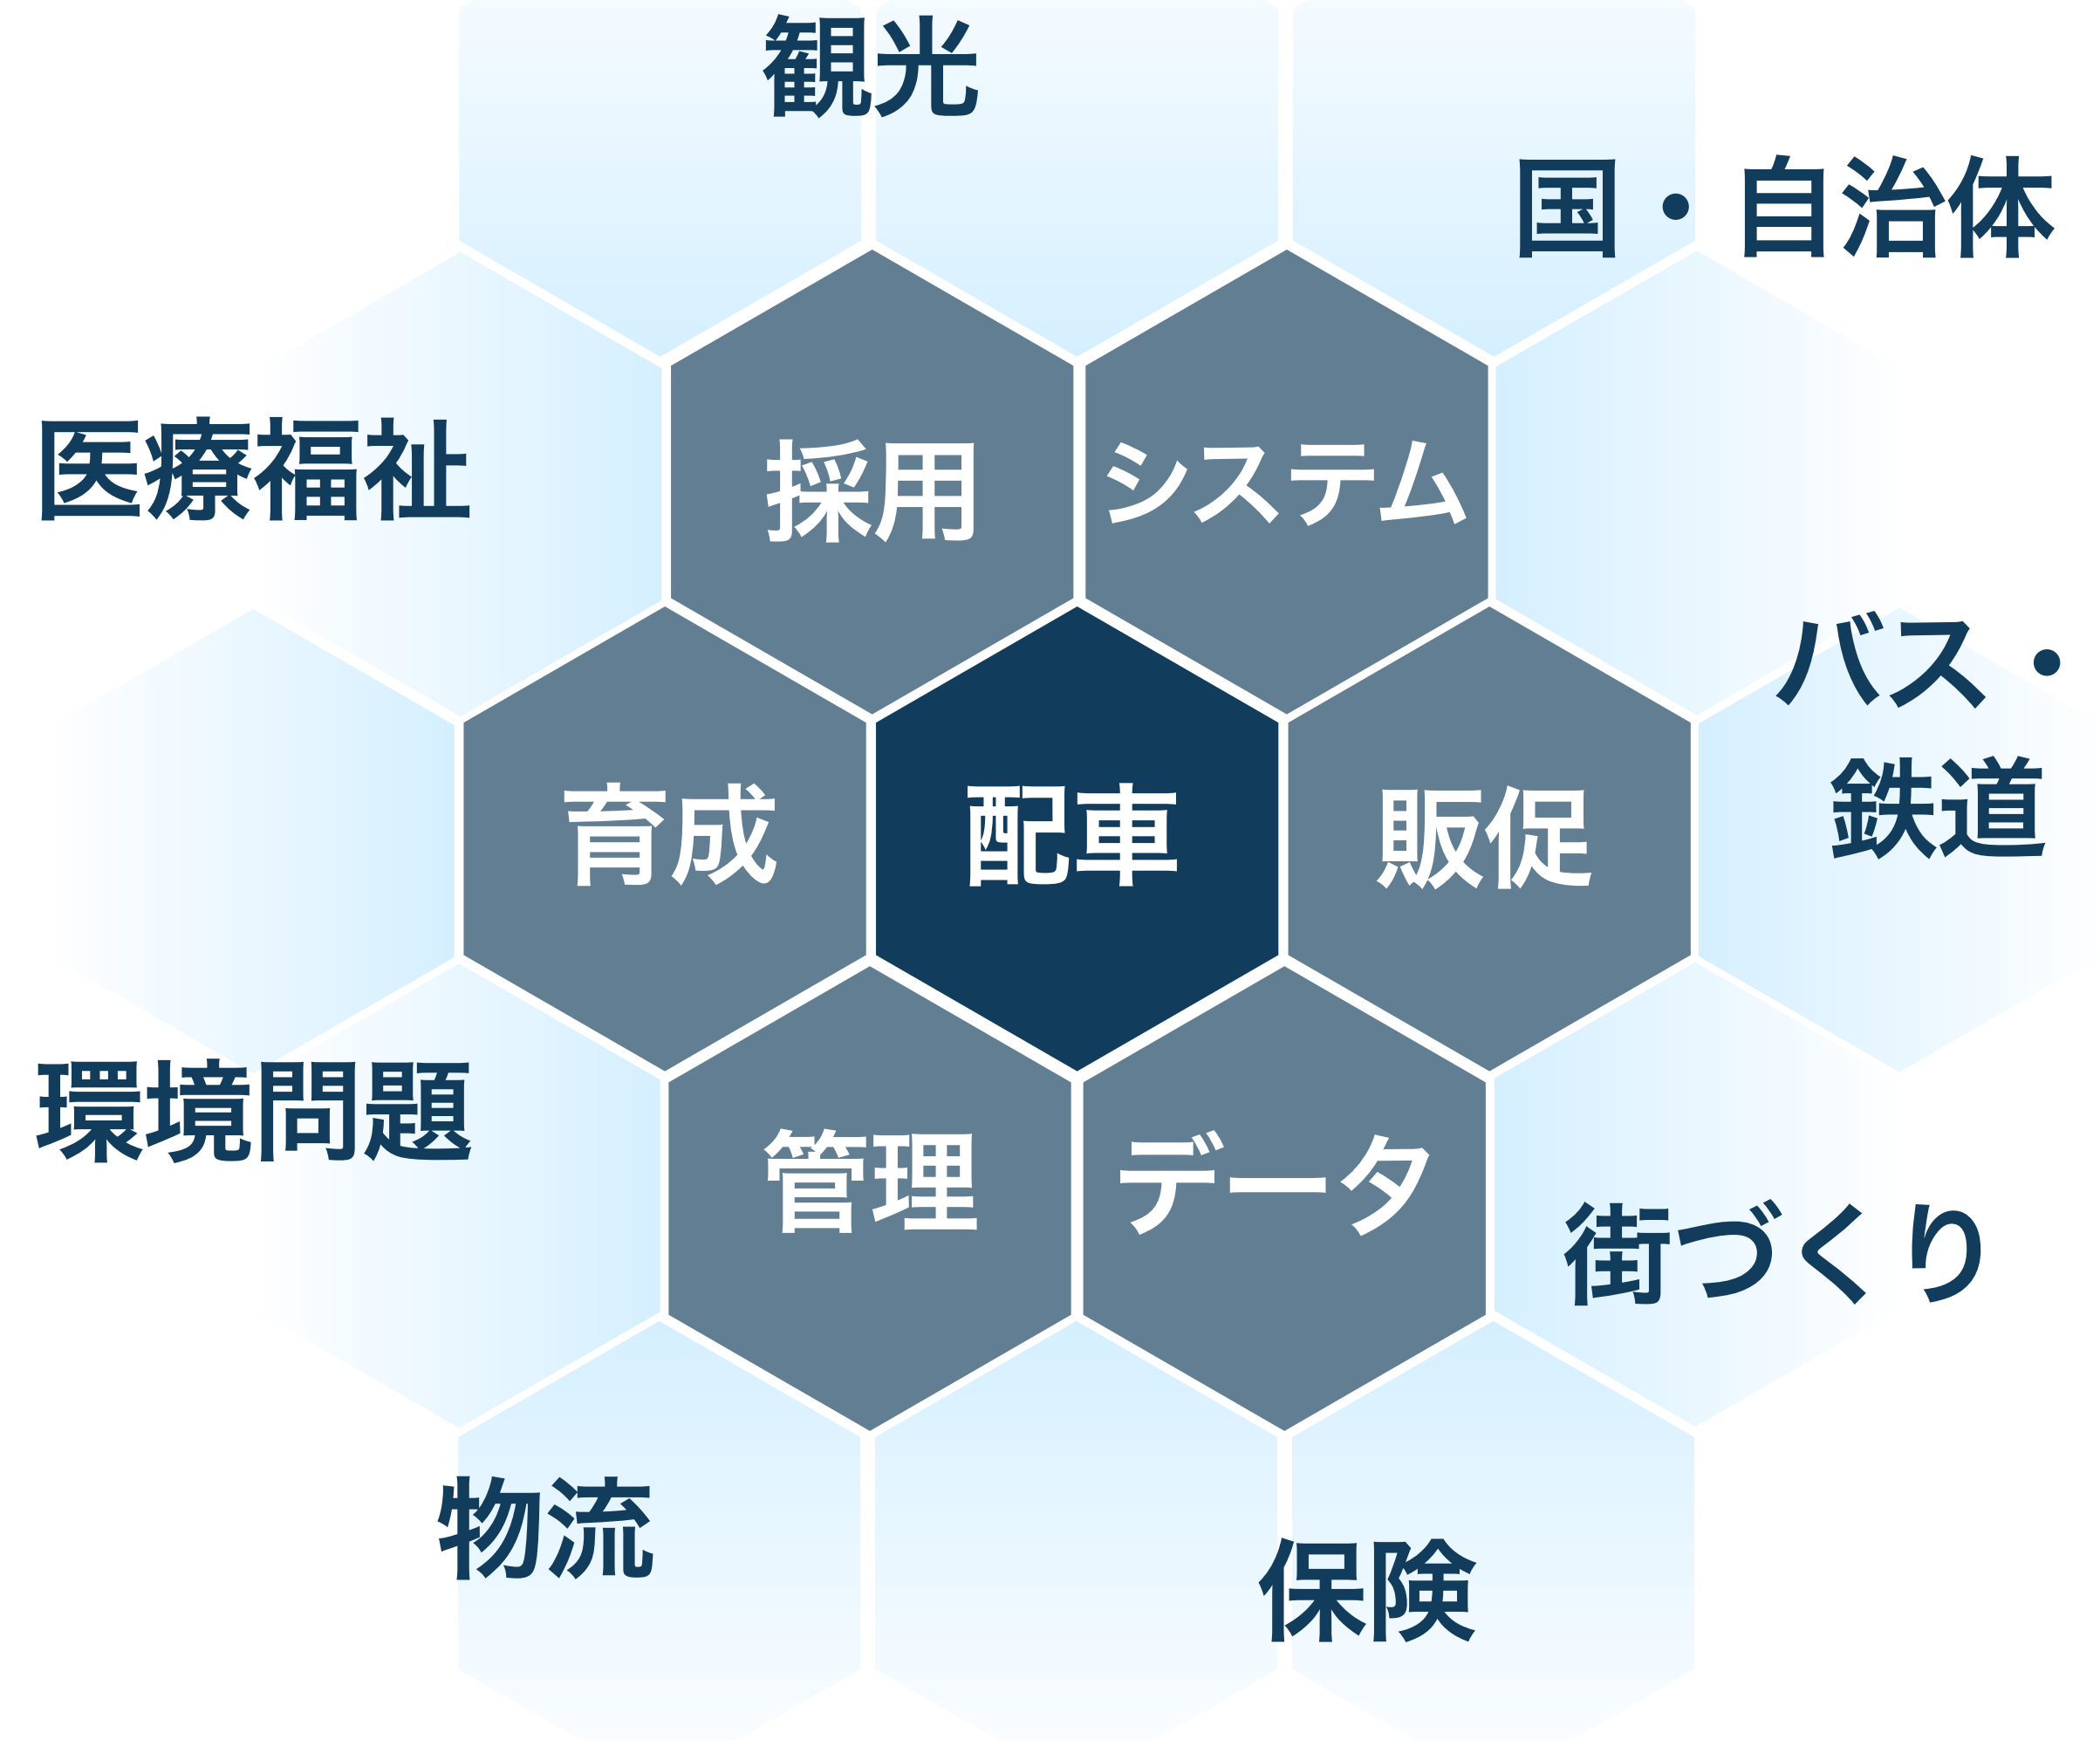 観光
国・自治体
医療福祉
採用
システム
バス・
鉄道
育成
配車
販促
環境問題
管理
データ
街づくり
物流
保険